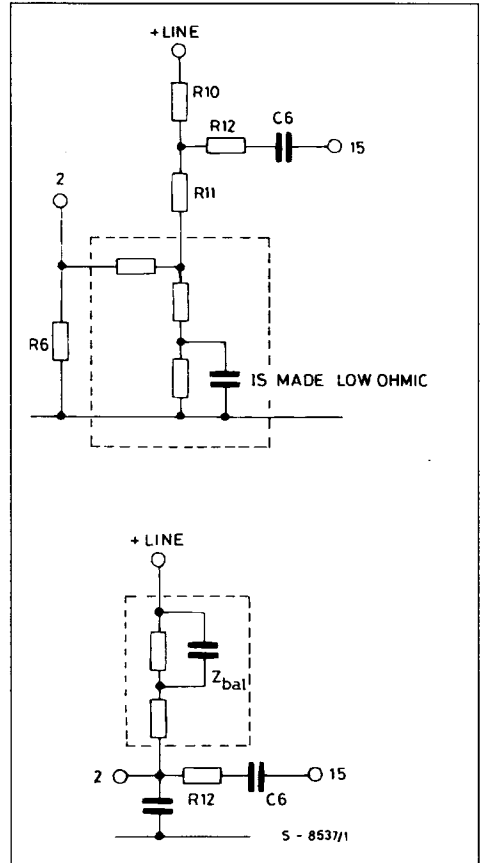 +LINE
R10
R12
C6
15
2
R11
R6
IS MADE LOW OHMIC
+ LINE
Zbal
2
R12
C6
15
S - 8537/1